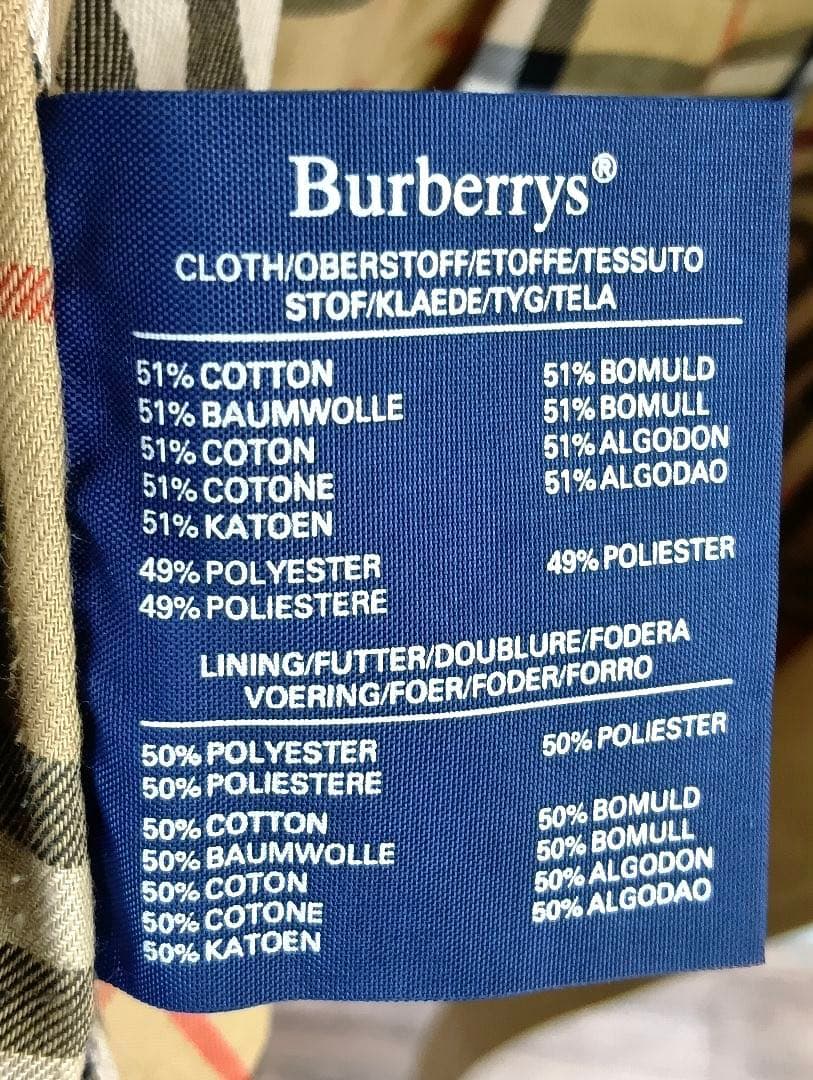 Burberrys®
CLOTH/OBERSTOFF/ETOFFE/TESSUTO
STOF/KLAEDE/TYG/TELA
51% COTTON
51% BAUMWOLLE
51% COTON
51% COTONE
51% KATOEN
51% BOMULD
51% BOMULL
51% ALGODON
51% ALGODAO
49% POLYESTER
49% POLIESTERE
49% POLIESTER
LINING/FUTTER/DOUBLURE/FODERA
VOERING/FOER/FODER/FORRO
50% POLYESTER
50% POLIESTERE
50% POLIESTER
50% COTTON
50% BAUMWOLLE
50% COTON
50% COTONE
50% KATOEN
50% BOMULD
50% BOMULL
50% ALGODON
50% ALGODAO